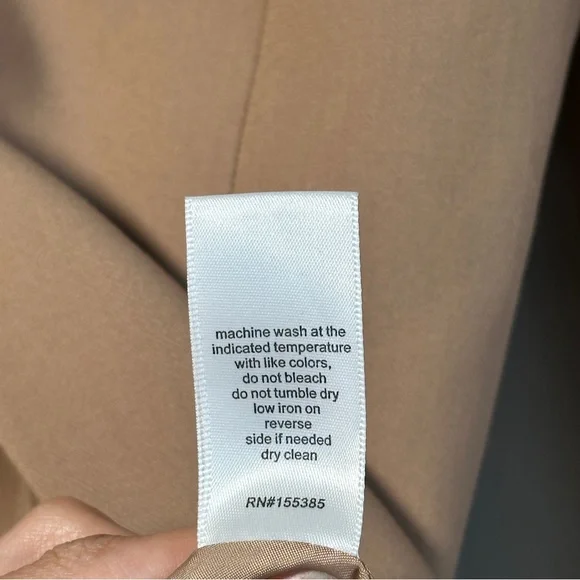 machine wash at the
indicated temperature
with like colors,
do not bleach
do not tumble dry
low iron on
reverse
side if needed
dry clean
RN#155385